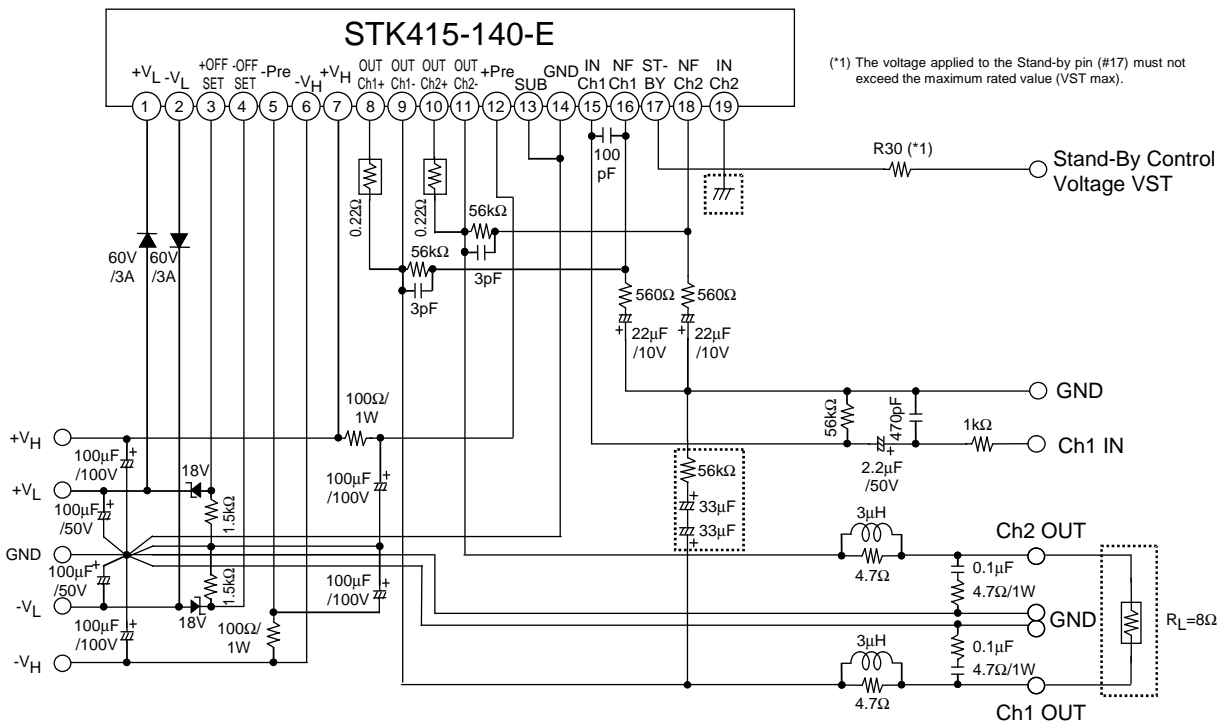 STK415-140-E
(*1) The voltage applied to the Stand-by pin (#17) must not
exceed the maximum rated value (VST max).
+VL
-VL
+OFF
SET
-OFF
SET
-Pre
-VH
+VH
OUT
Ch1+
OUT
Ch1-
OUT
Ch2+
OUT
Ch2-
+Pre
SUB
GND
IN
Ch1
NF
Ch1
ST-
BY
NF
Ch2
IN
Ch2
1 2 3 4 5 6 7 8 9 10 11 12 13 14 15 16 17 18 19
100
pF
R30 (*1)
Stand-By Control
Voltage VST
0.22Ω
0.22Ω
56kΩ
3pF
56kΩ
3pF
60V
/3A
60V
/3A
560Ω
560Ω
+
22μF
/10V
+
22μF
/10V
GND
56kΩ
470pF
1kΩ
Ch1 IN
+
2.2μF
/50V
100Ω/
1W
+VH
100μF
/100V
+
18V
100μF
/100V
+
+VL
100μF
/50V
+
1.5kΩ
56kΩ
+
33μF
+
33μF
GND
100μF
/50V
+
1.5kΩ
100μF
/100V
+
-VL
18V
100μF
/100V
+
100Ω/
1W
-VH
3μH
4.7Ω
Ch2 OUT
0.1μF
4.7Ω/1W
GND
RL=8Ω
3μH
4.7Ω
0.1μF
4.7Ω/1W
Ch1 OUT